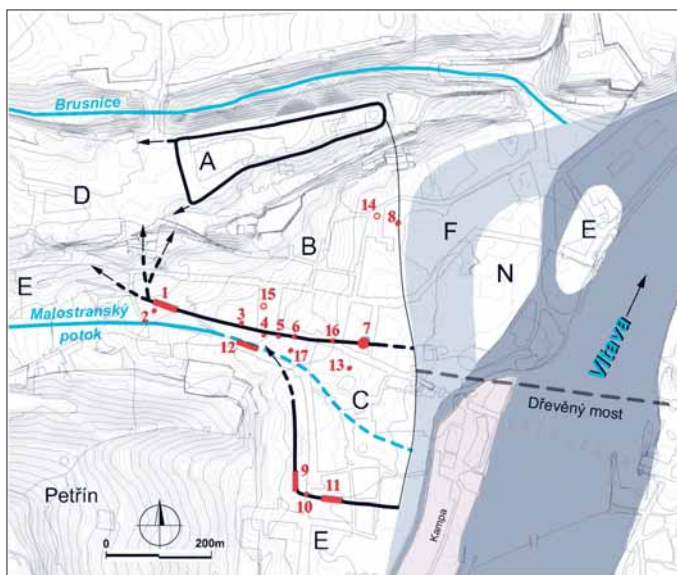 Brusnice
A
D
14
8
B
F
E
N
E
1
2
15
Malostranský
potok
3
4
5
6
16
7
12
17
13
Vltava
C
Dřevěný most
9
10
11
Petřín
E
Kampa
0
200m